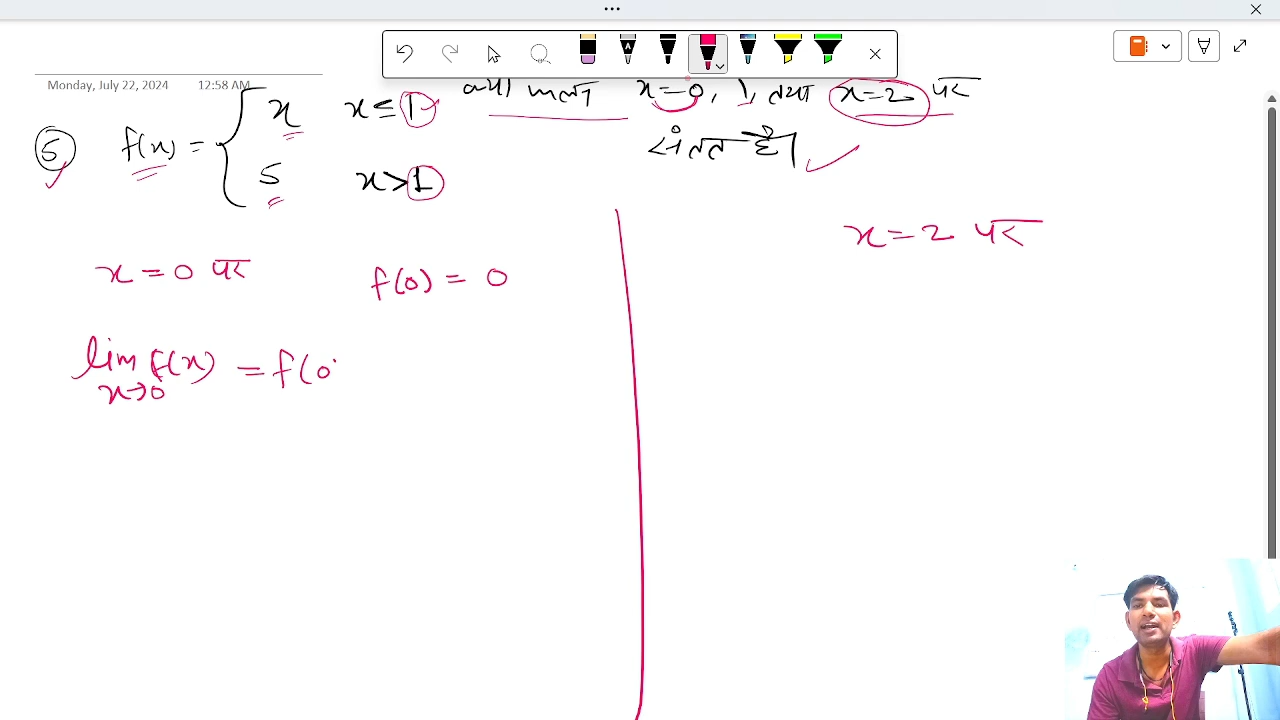 Monday, July 22, 2024 12:58 AM
क्या फलन x=0, 1, तथा x=2 पर
⑤ f(x) = { x x≤1
संतत है।
5 x>1
x=2 पर
x=0 पर f(0) = 0
lim f(x) = f(0
x→0